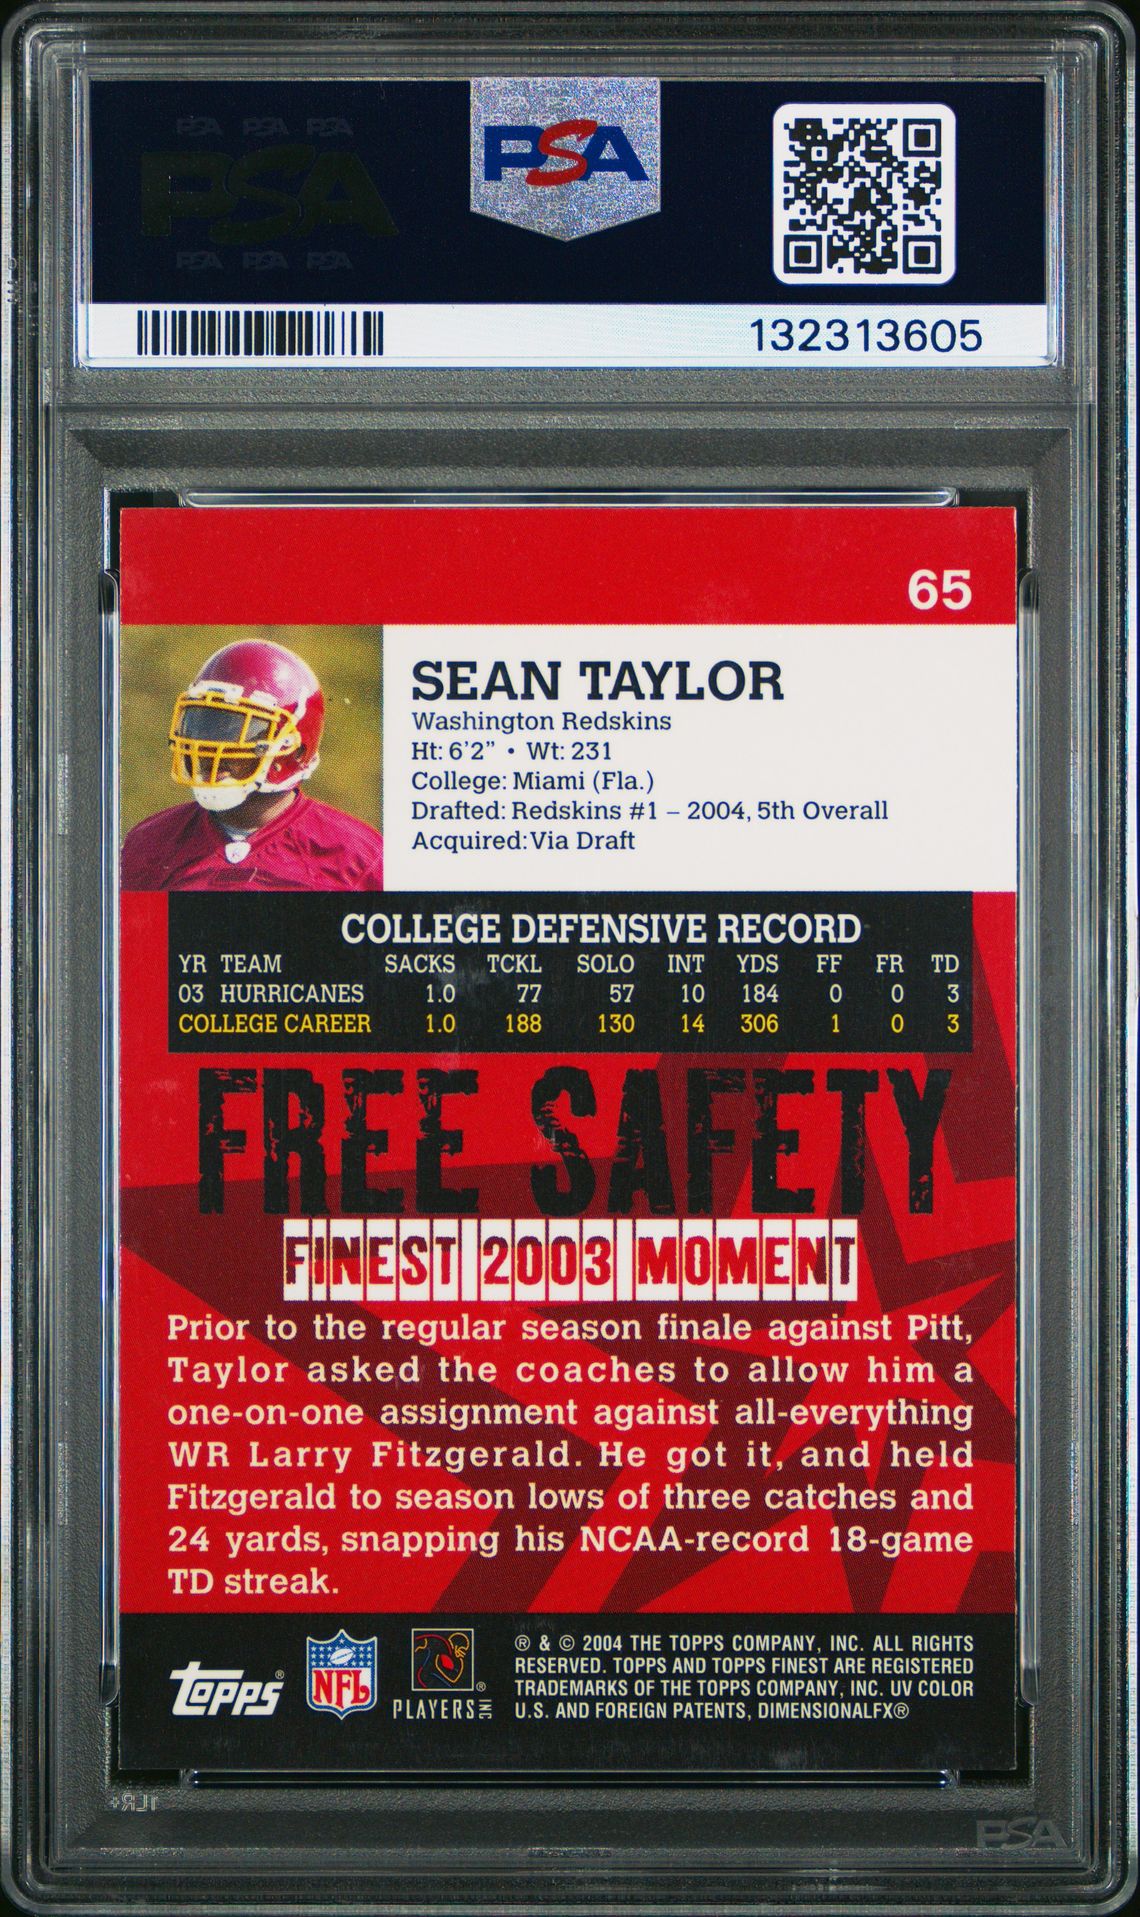 PSA PSA PSA
PSA
PSA PSA PSA
PSA
132313605
65
SEAN TAYLOR
Washington Redskins
Ht: 6'2" • Wt: 231
College: Miami (Fla.)
Drafted: Redskins #1 – 2004, 5th Overall
Acquired: Via Draft
COLLEGE DEFENSIVE RECORD
YR TEAM SACKS TCKL SOLO INT YDS FF FR TD
03 HURRICANES 1.0 77 57 10 184 0 0 3
COLLEGE CAREER 1.0 188 130 14 306 1 0 3
FREE SAFETY
FINEST 2003 MOMENT
Prior to the regular season finale against Pitt,
Taylor asked the coaches to allow him a
one-on-one assignment against all-everything
WR Larry Fitzgerald. He got it, and held
Fitzgerald to season lows of three catches and
24 yards, snapping his NCAA-record 18-game
TD streak.
topps®
NFL
PLAYERS INC ®
® & © 2004 THE TOPPS COMPANY, INC. ALL RIGHTS
RESERVED. TOPPS AND TOPPS FINEST ARE REGISTERED
TRADEMARKS OF THE TOPPS COMPANY, INC. UV COLOR
U.S. AND FOREIGN PATENTS, DIMENSIONALFX®
PSA